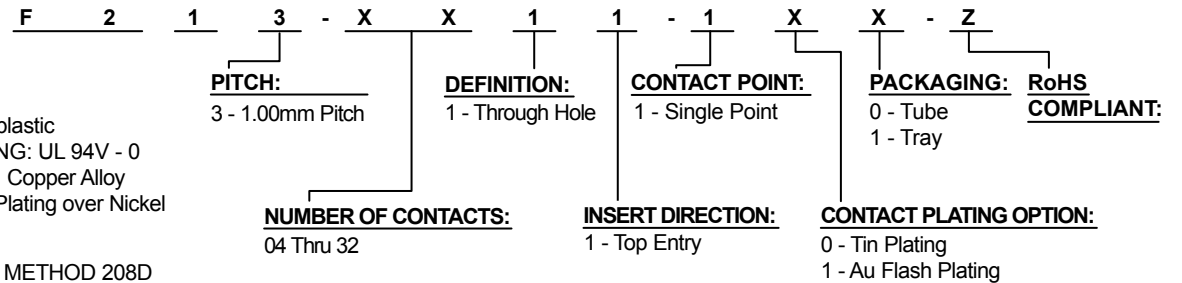 F 2 1 3 - X X 1 1 - 1 X X - Z
PITCH:
3 - 1.00mm Pitch
DEFINITION:
1 - Through Hole
CONTACT POINT:
1 - Single Point
PACKAGING:
0 - Tube
1 - Tray
RoHS
COMPLIANT:
plastic
NG: UL 94V - 0
Copper Alloy
Plating over Nickel
METHOD 208D
NUMBER OF CONTACTS:
04 Thru 32
INSERT DIRECTION:
1 - Top Entry
CONTACT PLATING OPTION:
0 - Tin Plating
1 - Au Flash Plating